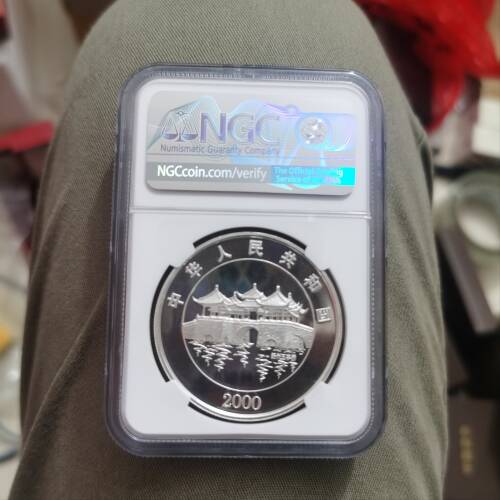 NGC
Numismatic Guaranty Company
NGCcoin.com/verify
The Official Grading
Service of the
中华人民共和国
2000